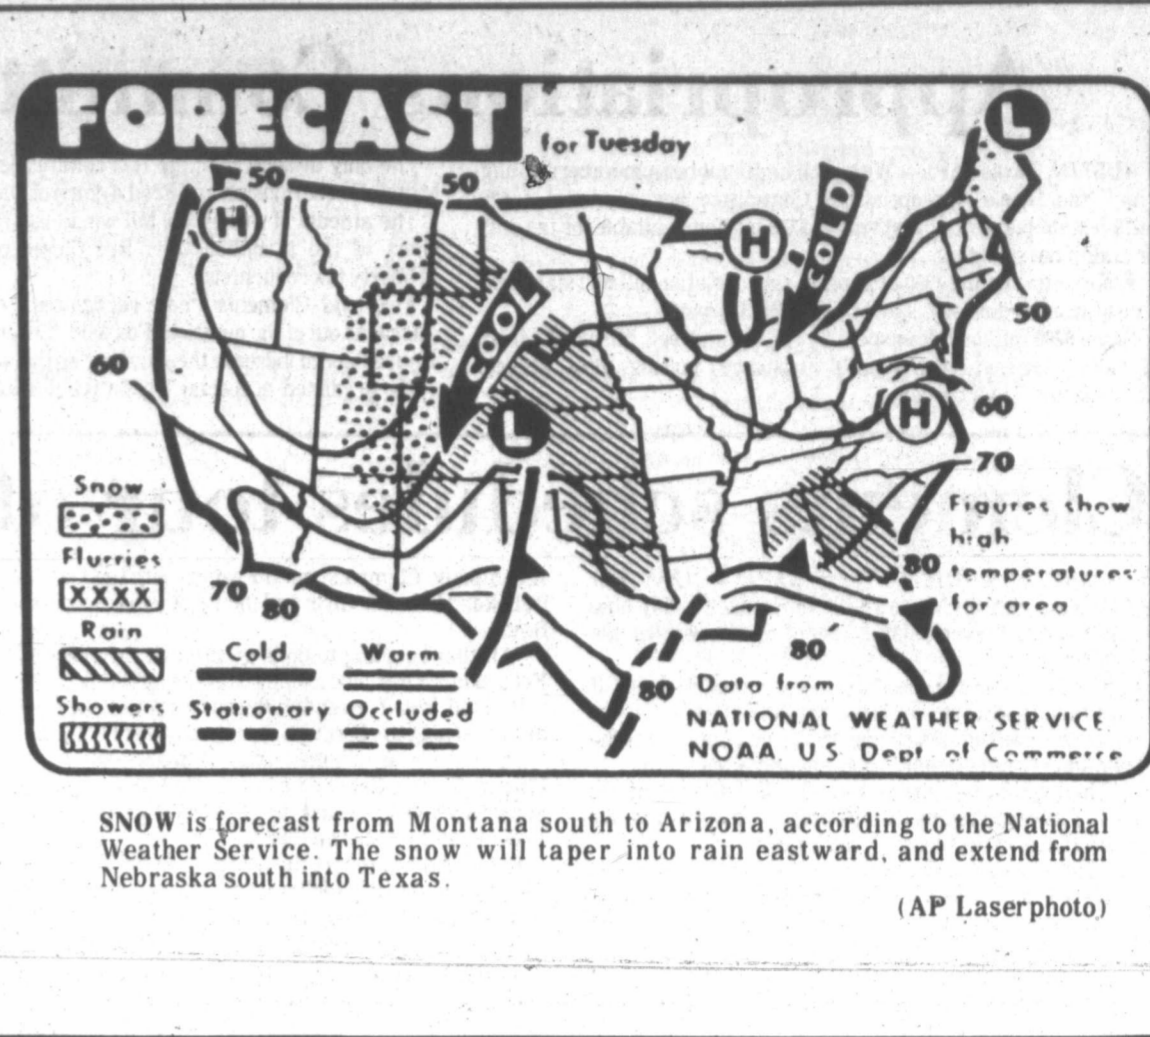 FORECAST
for Tuesday
L
50
50
H
H
COLD
COOL
50
60
L
H
60
70
Snow
Figures show
high
Flurries
80
temperatures
XXXX
70
80
for area
Rain
Cold
Warm
80
Showers
Stationary
Occluded
80
Data from
NATIONAL WEATHER SERVICE
NOAA, U S Dept. of Commerce
SNOW is forecast from Montana south to Arizona, according to the National
Weather Service. The snow will taper into rain eastward, and extend from
Nebraska south into Texas.
(AP Laserphoto)